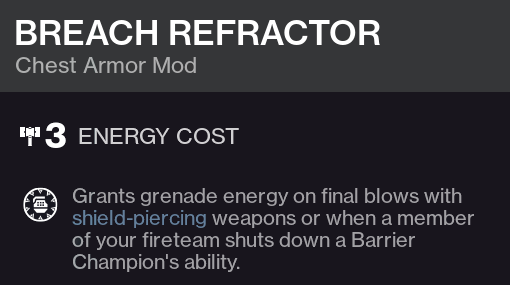 BREACH REFRACTOR
Chest Armor Mod
3 ENERGY COST
Grants grenade energy on final blows with
shield-piercing weapons or when a member
of your fireteam shuts down a Barrier
Champion's ability.